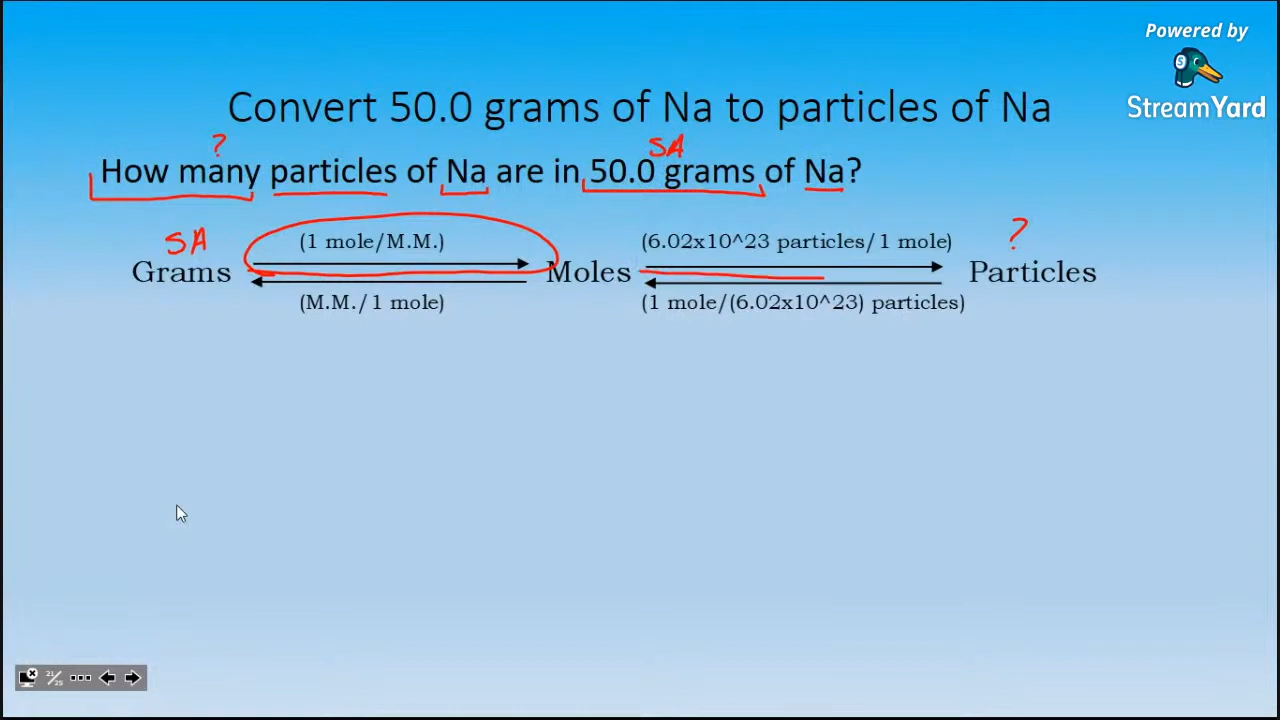 Powered by
StreamYard
Convert 50.0 grams of Na to particles of Na
? SA
How many particles of Na are in 50.0 grams of Na?
SA (1 mole/M.M.) (6.02x10^23 particles/1 mole) ?
Grams Moles Particles
(M.M./1 mole) (1 mole/(6.02x10^23) particles)
21/25